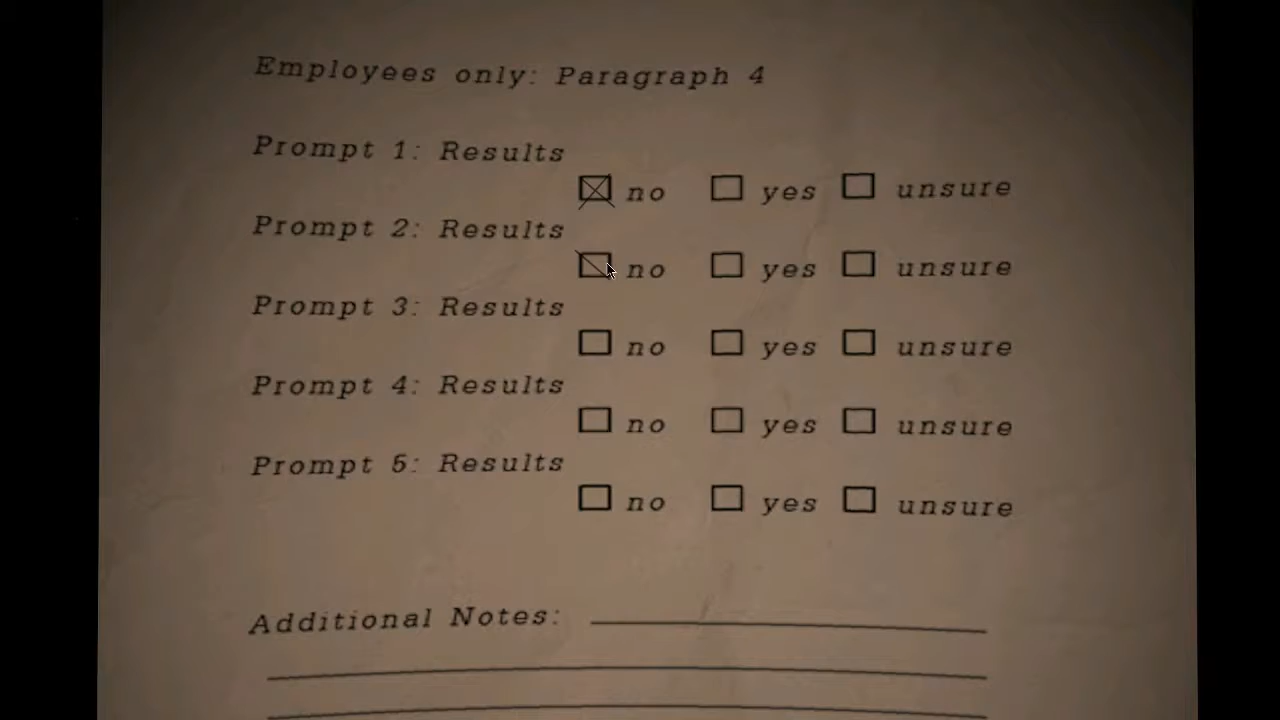 Employees only: Paragraph 4
Prompt 1: Results
no yes unsure
Prompt 2: Results
no yes unsure
Prompt 3: Results
no yes unsure
Prompt 4: Results
no yes unsure
Prompt 5: Results
no yes unsure
Additional Notes: